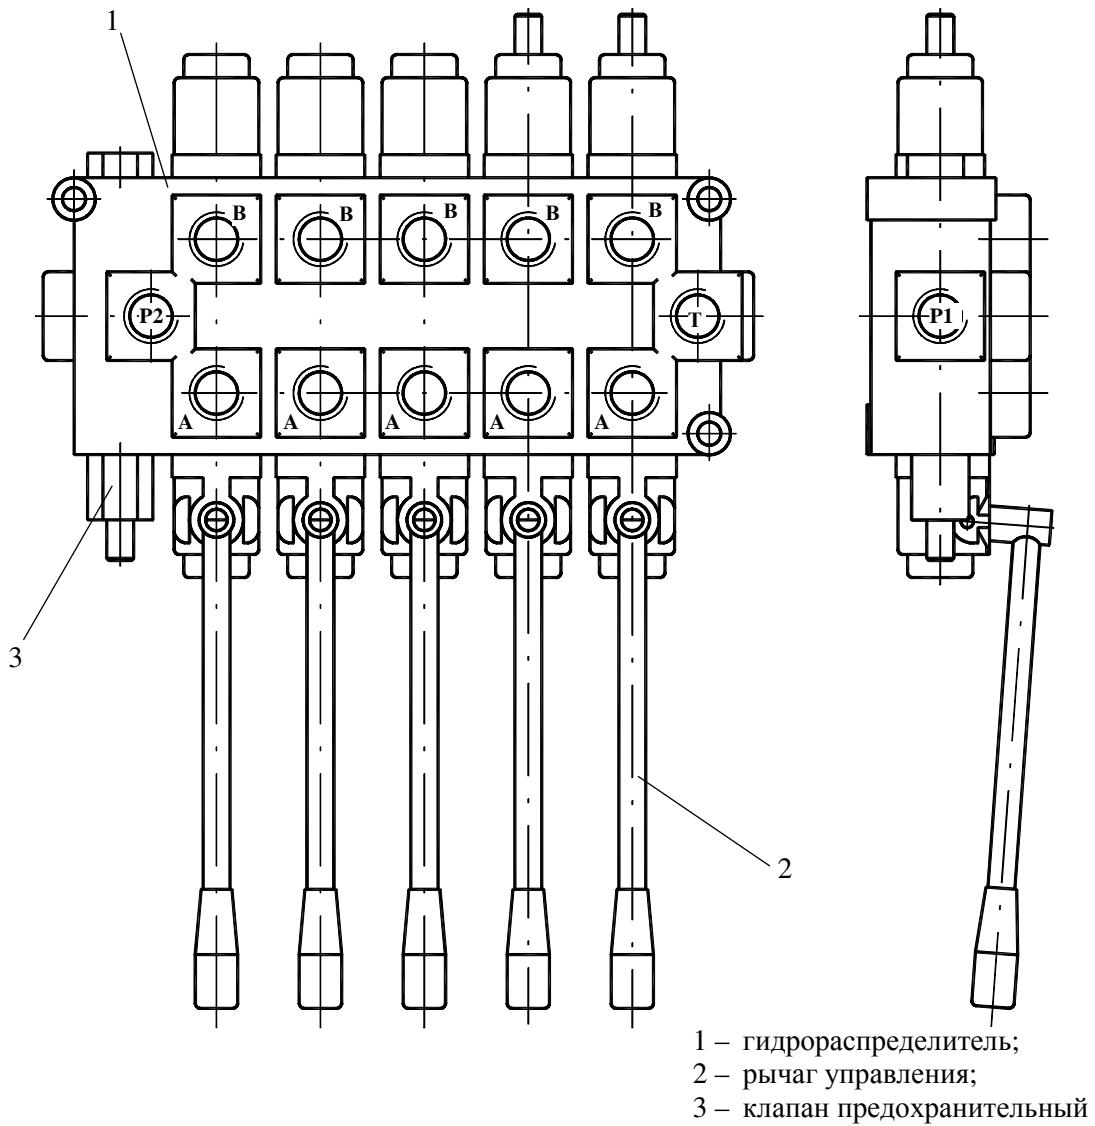 1
B B B B B
P2 T P1
A A A A A
3
2
1 – гидрораспределитель;
2 – рычаг управления;
3 – клапан предохранительный